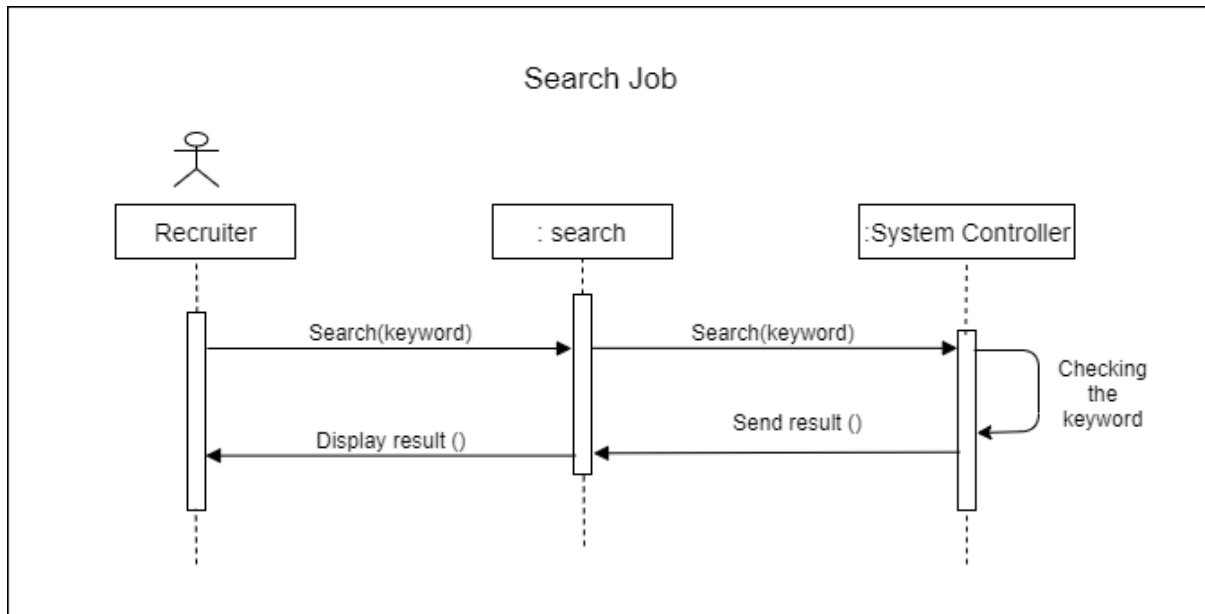 Search Job
Recruiter
: search
:System Controller
Search(keyword)
Search(keyword)
Checking
the
keyword
Send result ()
Display result ()